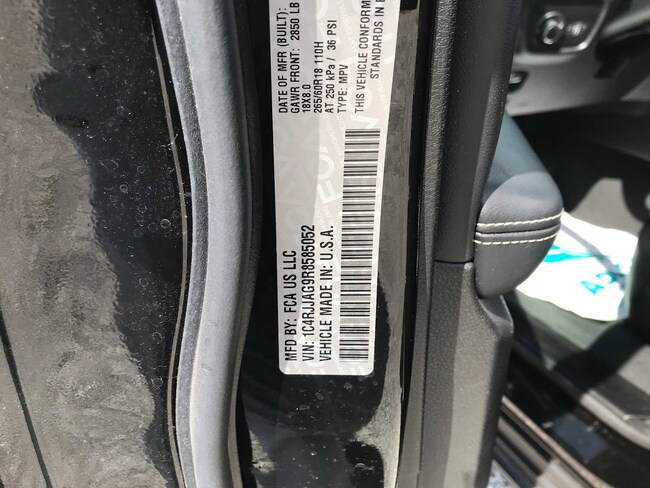 MFD BY: FCA US LLC
DATE OF MFR (BUILT):
VIN: 1C4RJJAG9R8585052
GAWR FRONT: 2850 LB
VEHICLE MADE IN: U.S.A.
18X8.0
265/60R18 110H
AT 250 kPa / 36 PSI
TYPE: MPV
THIS VEHICLE CONFORM
STANDARDS IN